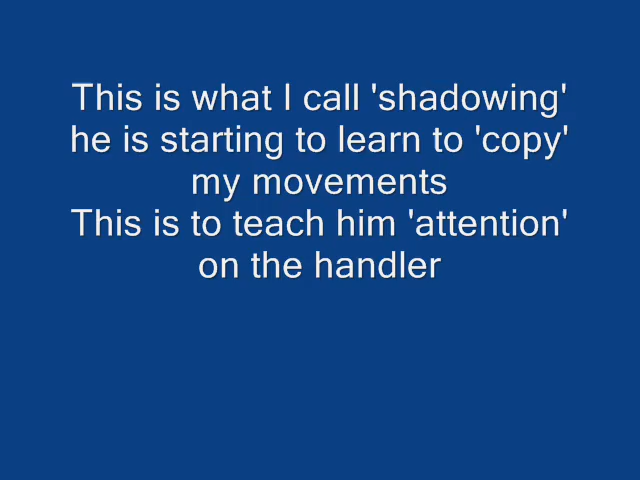 This is what I call 'shadowing'
he is starting to learn to 'copy'
my movements
This is to teach him 'attention'
on the handler